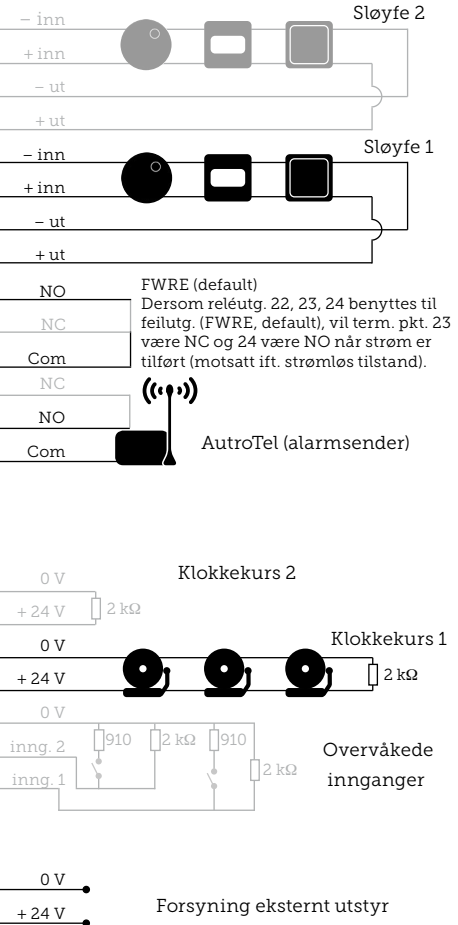 Sløyfe 2
– inn
+ inn
– ut
+ ut
Sløyfe 1
– inn
+ inn
– ut
+ ut
NO
NC
Com
FWRE (default)
Dersom reléutg. 22, 23, 24 benyttes til
feilutg. (FWRE, default), vil term. pkt. 23
være NC og 24 være NO når strøm er
tilført (motsatt ift. strømløs tilstand).
NC
NO
Com
AutroTel (alarmsender)
Klokkekurs 2
0 V
+ 24 V
2 kΩ
Klokkekurs 1
0 V
+ 24 V
2 kΩ
0 V
inng. 2
inng. 1
910
2 kΩ
910
2 kΩ
Overvåkede
innganger
0 V
+ 24 V
Forsyning eksternt utstyr